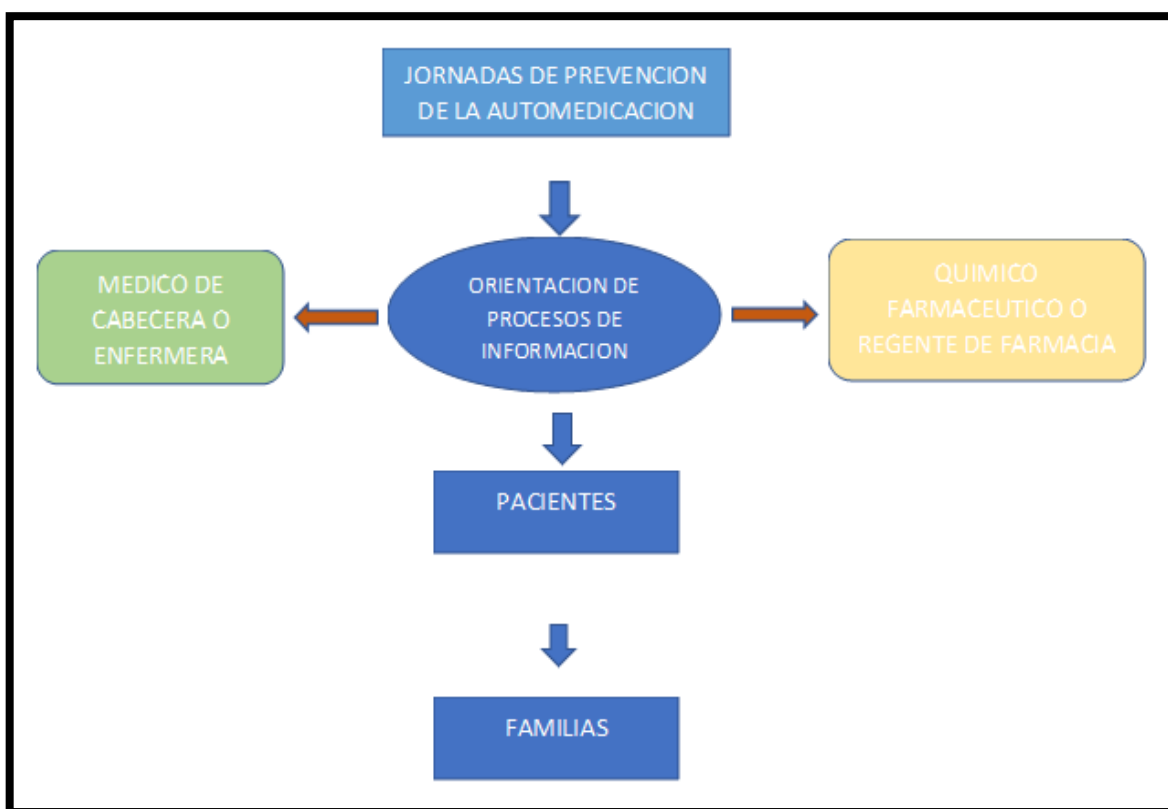 JORNADAS DE PREVENCION
DE LA AUTOMEDICACION
MEDICO DE
CABECERA O
ENFERMERA
ORIENTACION DE
PROCESOS DE
INFORMACION
QUIMICO
FARMACEUTICO O
REGENTE DE FARMACIA
PACIENTES
FAMILIAS